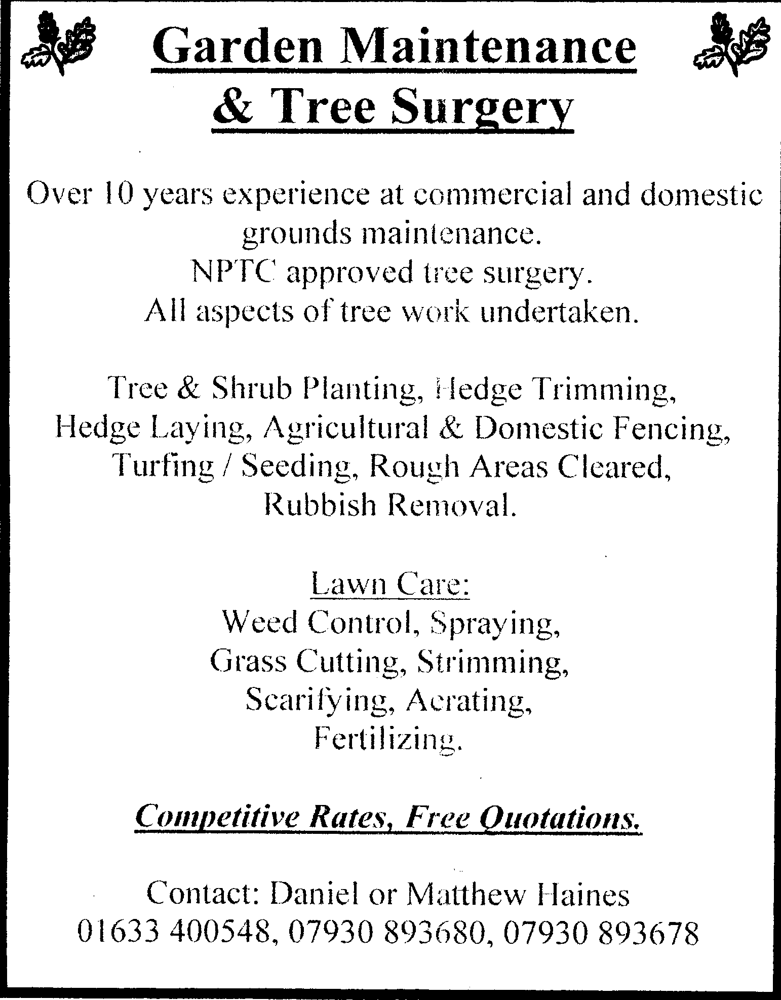 Garden Maintenance
& Tree Surgery
Over 10 years experience at commercial and domestic
grounds maintenance.
NPTC approved tree surgery.
All aspects of tree work undertaken.
Tree & Shrub Planting, Hedge Trimming,
Hedge Laying, Agricultural & Domestic Fencing,
Turfing / Seeding, Rough Areas Cleared,
Rubbish Removal.
Lawn Care:
Weed Control, Spraying,
Grass Cutting, Strimming,
Scarifying, Aerating,
Fertilizing.
Competitive Rates, Free Quotations.
Contact: Daniel or Matthew Haines
01633 400548, 07930 893680, 07930 893678